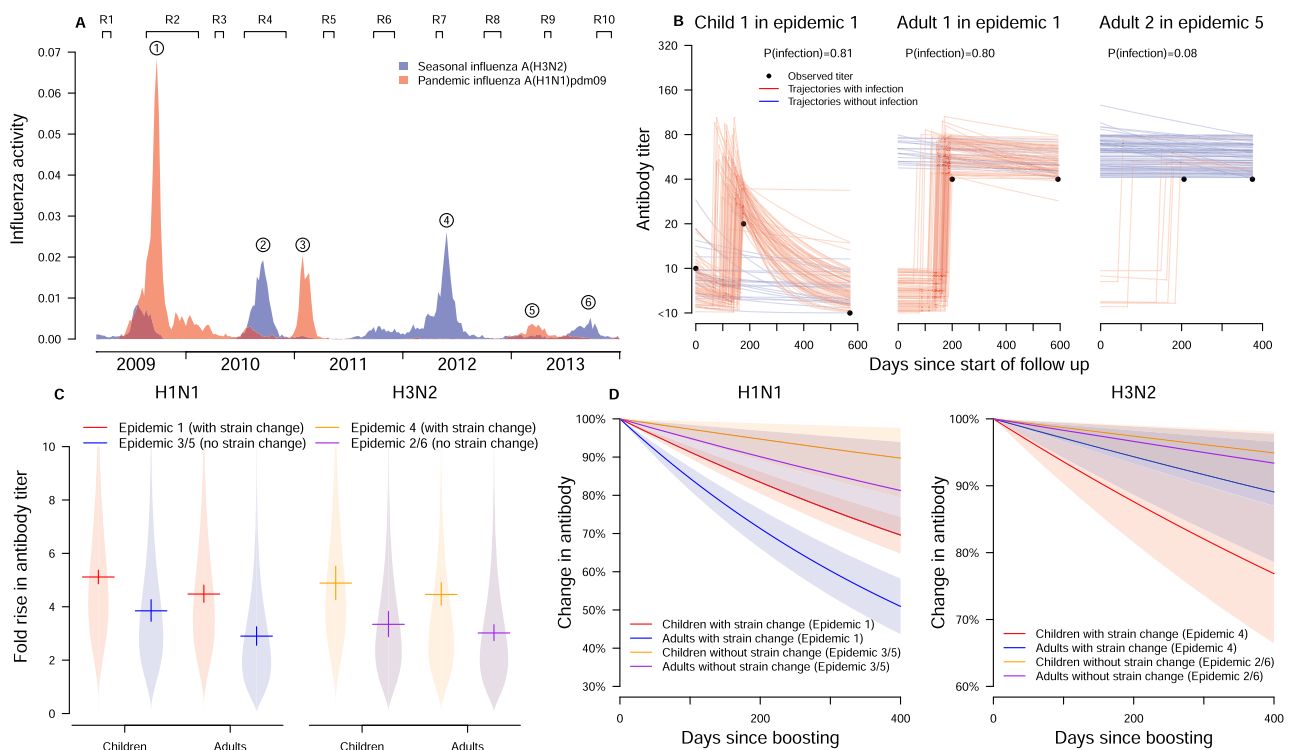 A
R1 R2 R3 R4 R5 R6 R7 R8 R9 R10
Influenza activity
0.07
0.06
0.05
0.04
0.03
0.02
0.01
0.00
1
2
3
4
5
6
Seasonal influenza A(H3N2)
Pandemic influenza A(H1N1)pdm09
2009 2010 2011 2012 2013
B
Child 1 in epidemic 1
Adult 1 in epidemic 1
Adult 2 in epidemic 5
P(infection)=0.81
P(infection)=0.80
P(infection)=0.08
Observed titer
Trajectories with infection
Trajectories without infection
Antibody titer
320
160
80
40
20
10
<10
0 200 400 600
0 200 400 600
0 200 400
Days since start of follow up
C
H1N1
H3N2
Epidemic 1 (with strain change)
Epidemic 3/5 (no strain change)
Epidemic 4 (with strain change)
Epidemic 2/6 (no strain change)
Fold rise in antibody titer
10
8
6
4
2
0
Children Adults
Children Adults
D
H1N1
Change in antibody
100%
90%
80%
70%
60%
50%
40%
30%
Children with strain change (Epidemic 1)
Adults with strain change (Epidemic 1)
Children without strain change (Epidemic 3/5)
Adults without strain change (Epidemic 3/5)
0 200 400
Days since boosting
H3N2
Change in antibody
100%
90%
80%
70%
60%
Children with strain change (Epidemic 4)
Adults with strain change (Epidemic 4)
Children without strain change (Epidemic 2/6)
Adults without strain change (Epidemic 2/6)
0 200 400
Days since boosting